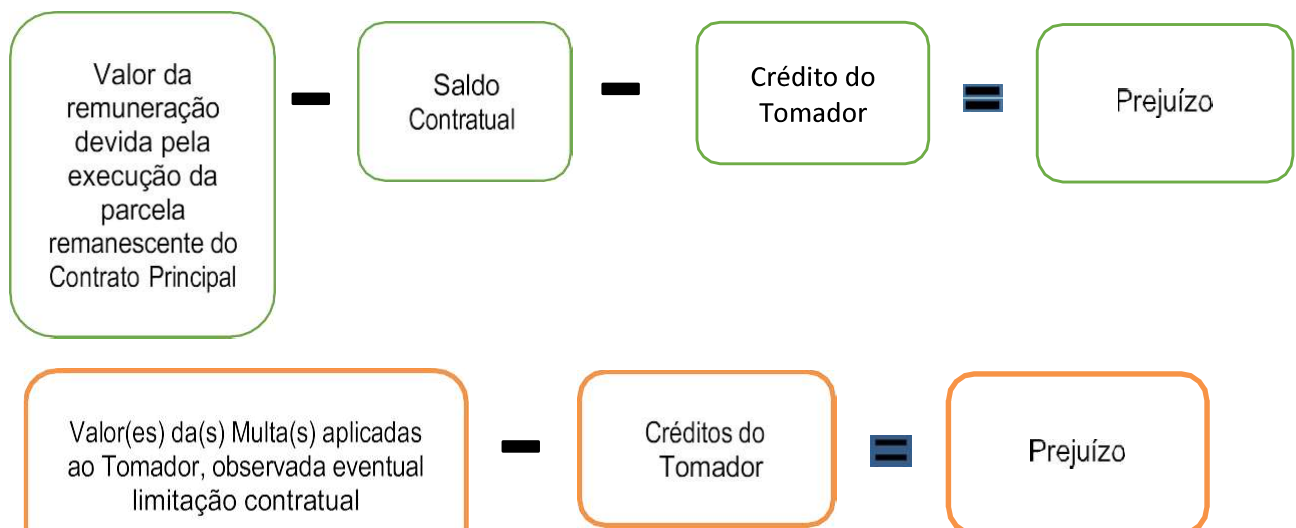 Valor da
remuneração
devida pela
execução da
parcela
remanescente do
Contrato Principal
-
Saldo
Contratual
-
Crédito do
Tomador
=
Prejuízo
Valor(es) da(s) Multa(s) aplicadas
ao Tomador, observada eventual
limitação contratual
-
Créditos do
Tomador
=
Prejuízo